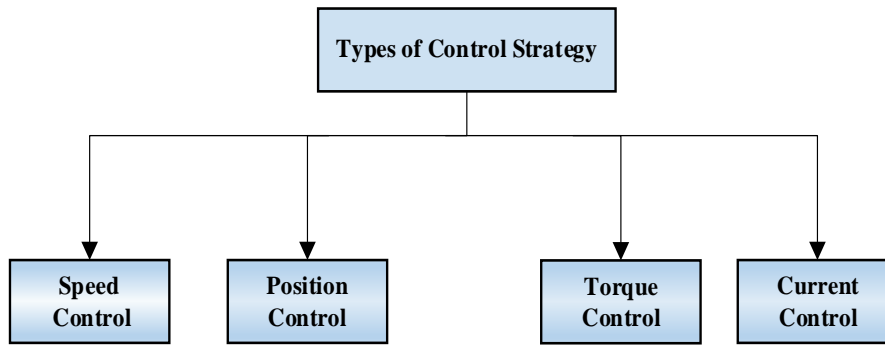 Types of Control Strategy
Speed
Control
Position
Control
Torque
Control
Current
Control